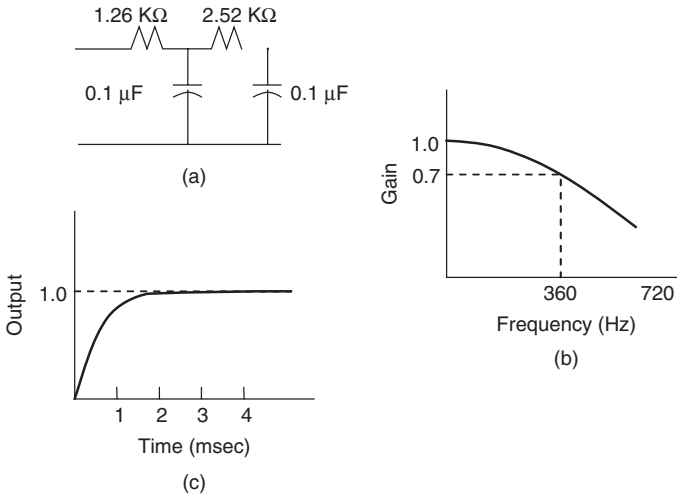 1.26 KΩ 2.52 KΩ
0.1 μF 0.1 μF
(a)
1.0
0.7
Gain
360 720
Frequency (Hz)
(b)
1.0
Output
1 2 3 4
Time (msec)
(c)